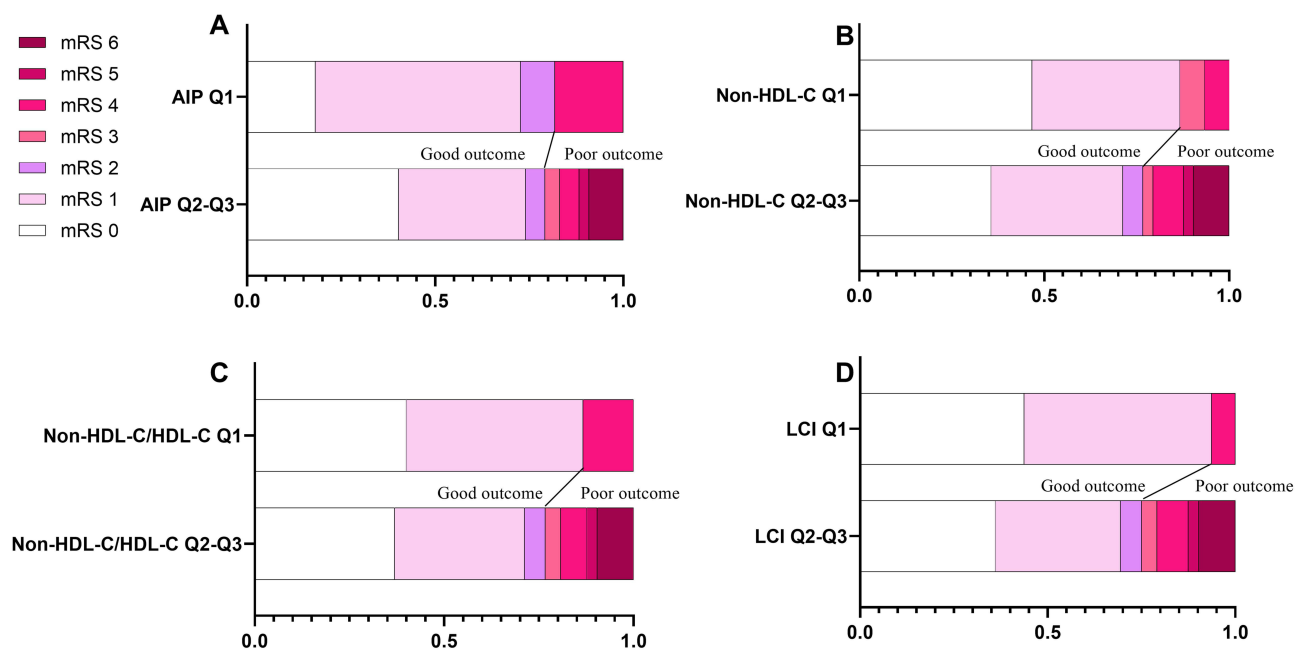 mRS 6
mRS 5
mRS 4
mRS 3
mRS 2
mRS 1
mRS 0
A
AIP Q1
Good outcome
Poor outcome
AIP Q2-Q3
0.0
0.5
1.0
B
Non-HDL-C Q1
Good outcome
Poor outcome
Non-HDL-C Q2-Q3
0.0
0.5
1.0
C
Non-HDL-C/HDL-C Q1
Good outcome
Poor outcome
Non-HDL-C/HDL-C Q2-Q3
0.0
0.5
1.0
D
LCI Q1
Good outcome
Poor outcome
LCI Q2-Q3
0.0
0.5
1.0